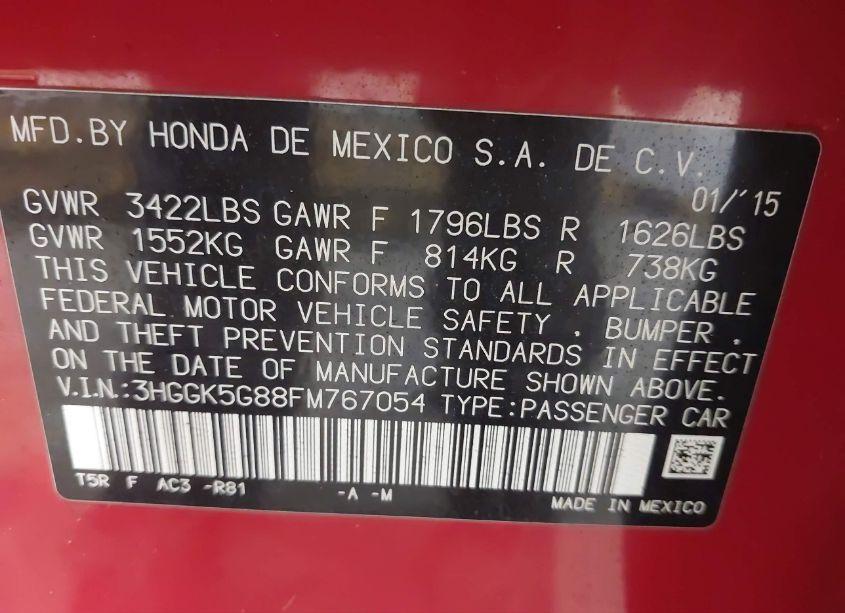 MFD.BY HONDA DE MEXICO S.A. DE C.V.
01/'15
GVWR 3422LBS GAWR F 1796LBS R 1626LBS
GVWR 1552KG GAWR F 814KG R 738KG
THIS VEHICLE CONFORMS TO ALL APPLICABLE
FEDERAL MOTOR VEHICLE SAFETY , BUMPER ,
AND THEFT PREVENTION STANDARDS IN EFFECT
ON THE DATE OF MANUFACTURE SHOWN ABOVE.
V.I.N.:3HGGK5G88FM767054 TYPE:PASSENGER CAR
T5R F AC3 -R81 -A -M
MADE IN MEXICO